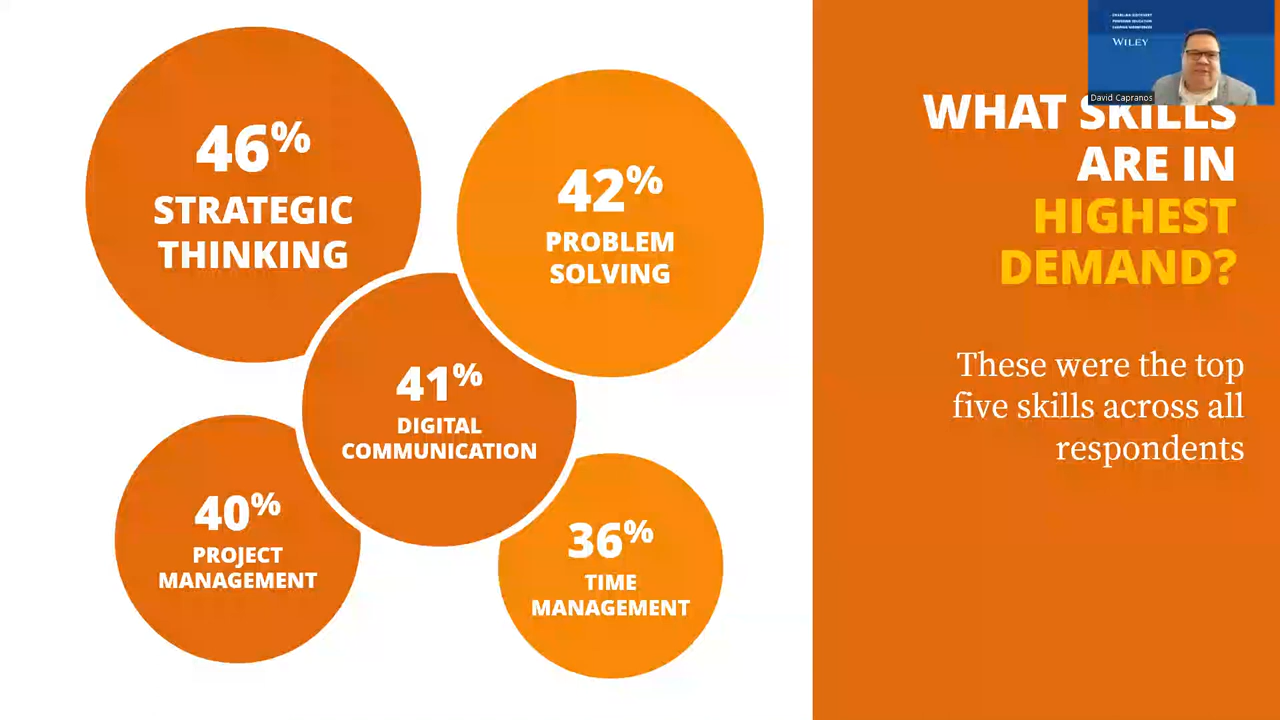 46%
STRATEGIC
THINKING
42%
PROBLEM
SOLVING
41%
DIGITAL
COMMUNICATION
40%
PROJECT
MANAGEMENT
36%
TIME
MANAGEMENT
WILEY
David Capranos
WHAT SKILLS
ARE IN
HIGHEST
DEMAND?
These were the top
five skills across all
respondents